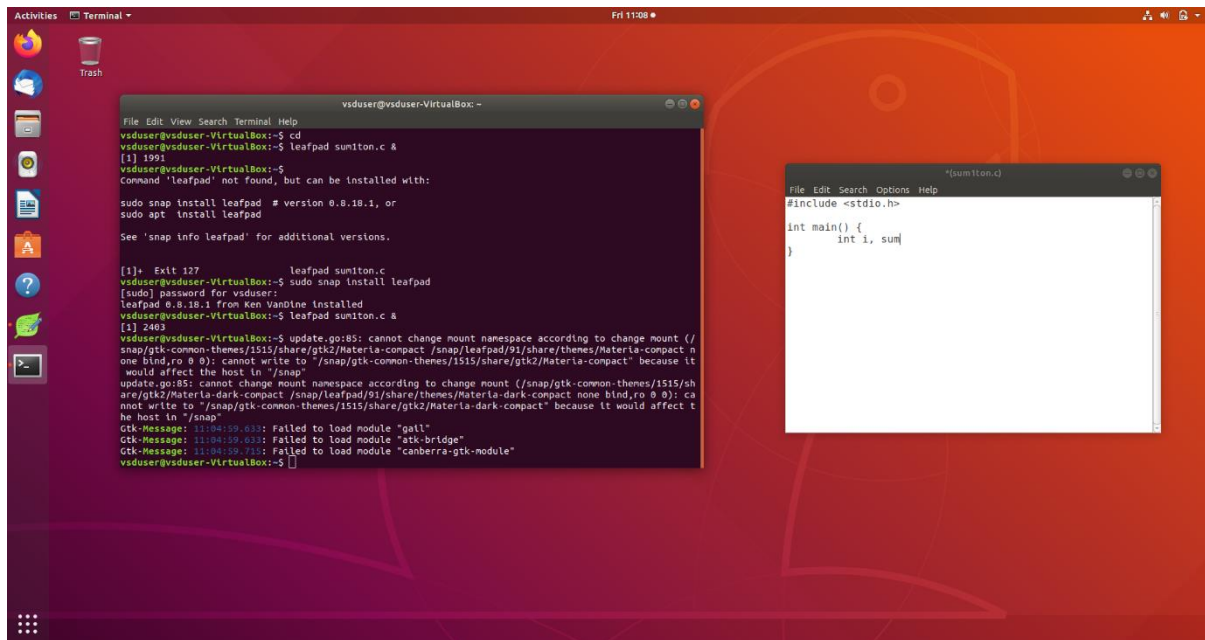 Activities
Terminal
Fri 11:08
Trash
vsduser@vsduser-VirtualBox: ~
File Edit View Search Terminal Help
vsduser@vsduser-VirtualBox:~$ cd
vsduser@vsduser-VirtualBox:~$ leafpad sum1ton.c &
[1] 1991
vsduser@vsduser-VirtualBox:~$
Command 'leafpad' not found, but can be installed with:
sudo snap install leafpad  # version 0.8.18.1, or
sudo apt  install leafpad
See 'snap info leafpad' for additional versions.
[1]+  Exit 127                leafpad sum1ton.c
vsduser@vsduser-VirtualBox:~$ sudo snap install leafpad
[sudo] password for vsduser:
leafpad 0.8.18.1 from Ken VanDine installed
vsduser@vsduser-VirtualBox:~$ leafpad sum1ton.c &
[1] 2403
vsduser@vsduser-VirtualBox:~$ update.go:85: cannot change mount namespace according to change mount (/
snap/gtk-common-themes/1515/share/gtk2/Materia-compact /snap/leafpad/91/share/themes/Materia-compact n
one bind,ro 0 0): cannot write to "/snap/gtk-common-themes/1515/share/gtk2/Materia-compact" because it
 would affect the host in "/snap"
update.go:85: cannot change mount namespace according to change mount (/snap/gtk-common-themes/1515/sh
are/gtk2/Materia-dark-compact /snap/leafpad/91/share/themes/Materia-dark-compact none bind,ro 0 0): ca
nnot write to "/snap/gtk-common-themes/1515/share/gtk2/Materia-dark-compact" because it would affect t
he host in "/snap"
Gtk-Message: 11:04:59.633: Failed to load module "gail"
Gtk-Message: 11:04:59.633: Failed to load module "atk-bridge"
Gtk-Message: 11:04:59.715: Failed to load module "canberra-gtk-module"
vsduser@vsduser-VirtualBox:~$
*(sum1ton.c)
File Edit Search Options Help
#include <stdio.h>
int main() {
        int i, sum
}